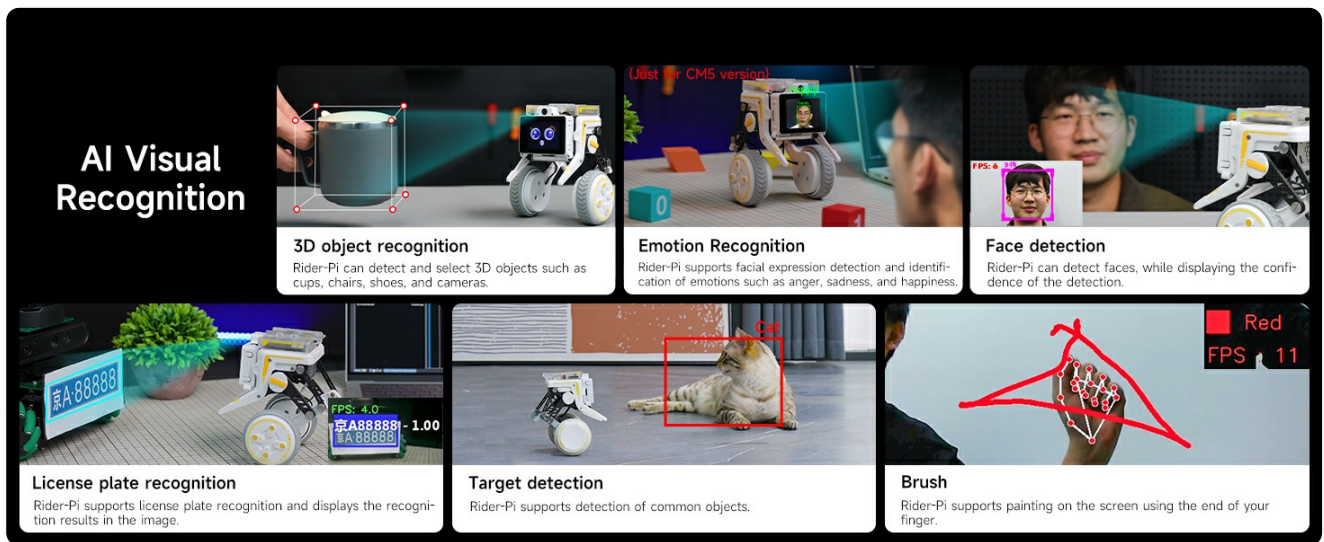 AI Visual
Recognition
3D object recognition
Rider-Pi can detect and select 3D objects such as
cups, chairs, shoes, and cameras.
(Just for CM5 version)
Emotion Recognition
Rider-Pi supports facial expression detection and identifi-
cation of emotions such as anger, sadness, and happiness.
0
1
FPS: 6
Face detection
Rider-Pi can detect faces, while displaying the confi-
dence of the detection.
京A·88888
FPS: 4.0
京A88888 - 1.00
京A 88888
License plate recognition
Rider-Pi supports license plate recognition and displays the recogni-
tion results in the image.
Cat
Target detection
Rider-Pi supports detection of common objects.
Red
FPS 11
Brush
Rider-Pi supports painting on the screen using the end of your
finger.